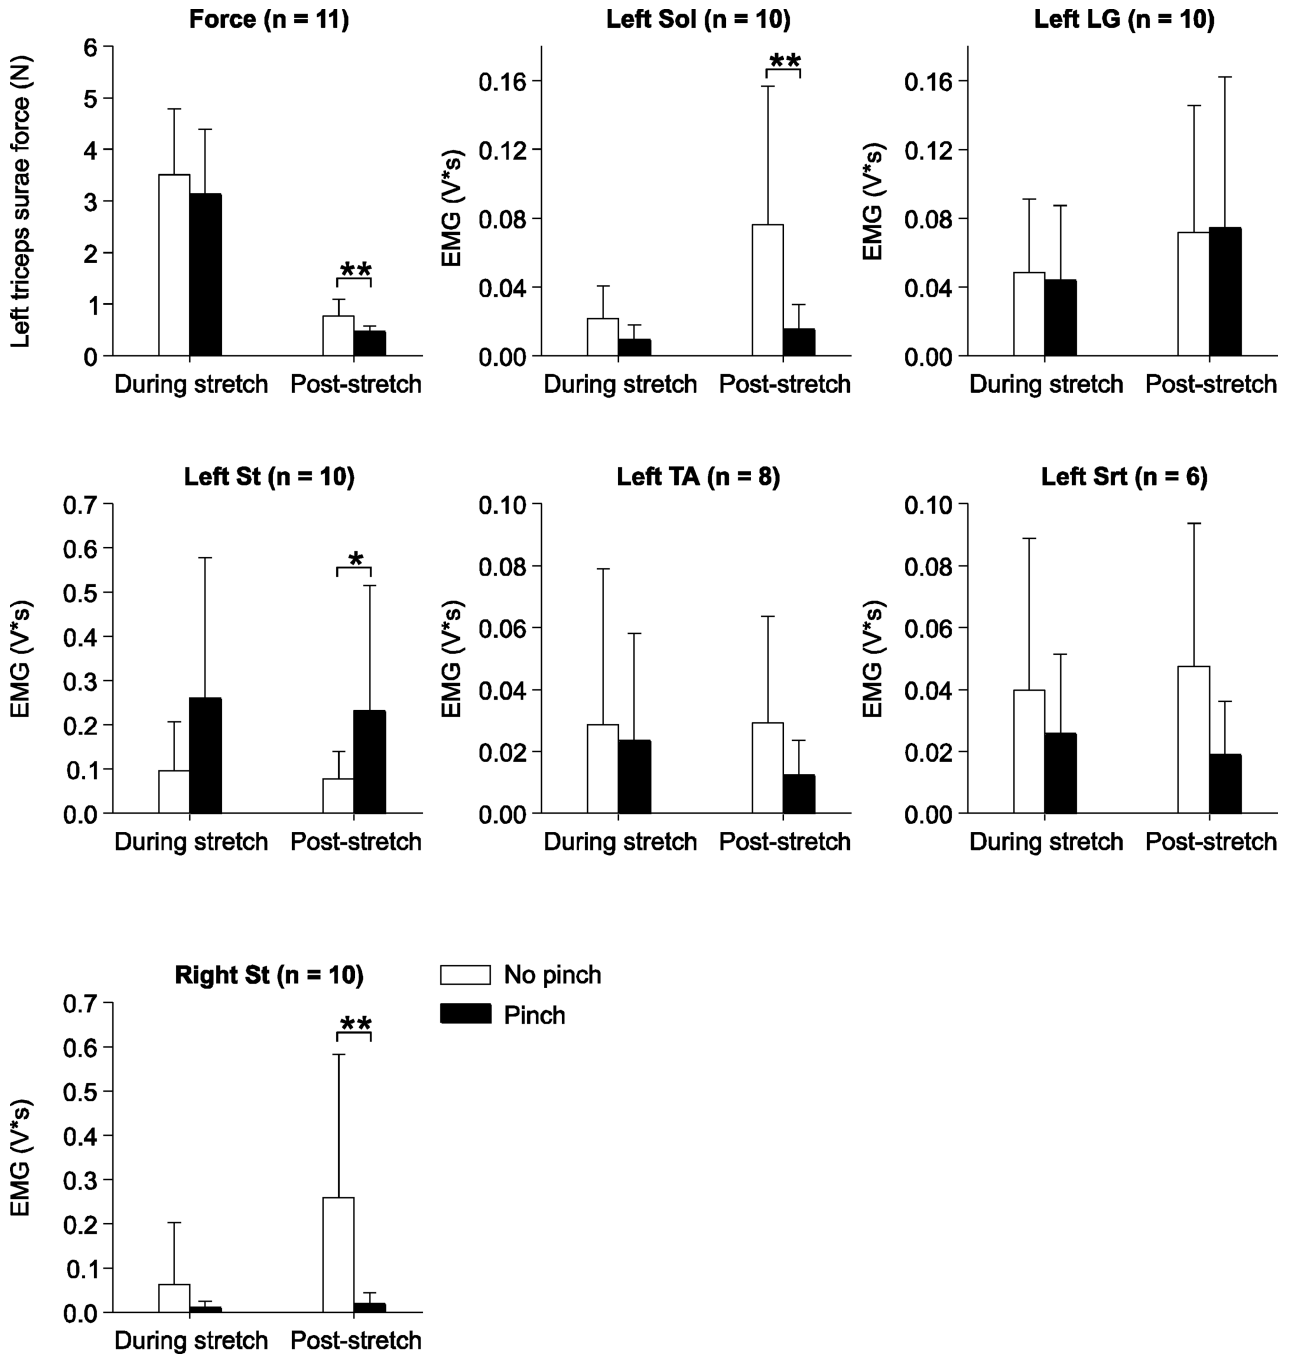 Force (n = 11)
Left triceps surae force (N)
6
5
4
3
2
1
0
**
During stretch Post-stretch
Left Sol (n = 10)
EMG (V*s)
0.16
0.12
0.08
0.04
0.00
**
During stretch Post-stretch
Left LG (n = 10)
EMG (V*s)
0.16
0.12
0.08
0.04
0.00
During stretch Post-stretch
Left St (n = 10)
EMG (V*s)
0.7
0.6
0.5
0.4
0.3
0.2
0.1
0.0
*
During stretch Post-stretch
Left TA (n = 8)
EMG (V*s)
0.10
0.08
0.06
0.04
0.02
0.00
During stretch Post-stretch
Left Srt (n = 6)
EMG (V*s)
0.10
0.08
0.06
0.04
0.02
0.00
During stretch Post-stretch
Right St (n = 10)
EMG (V*s)
0.7
0.6
0.5
0.4
0.3
0.2
0.1
0.0
**
During stretch Post-stretch
No pinch
Pinch